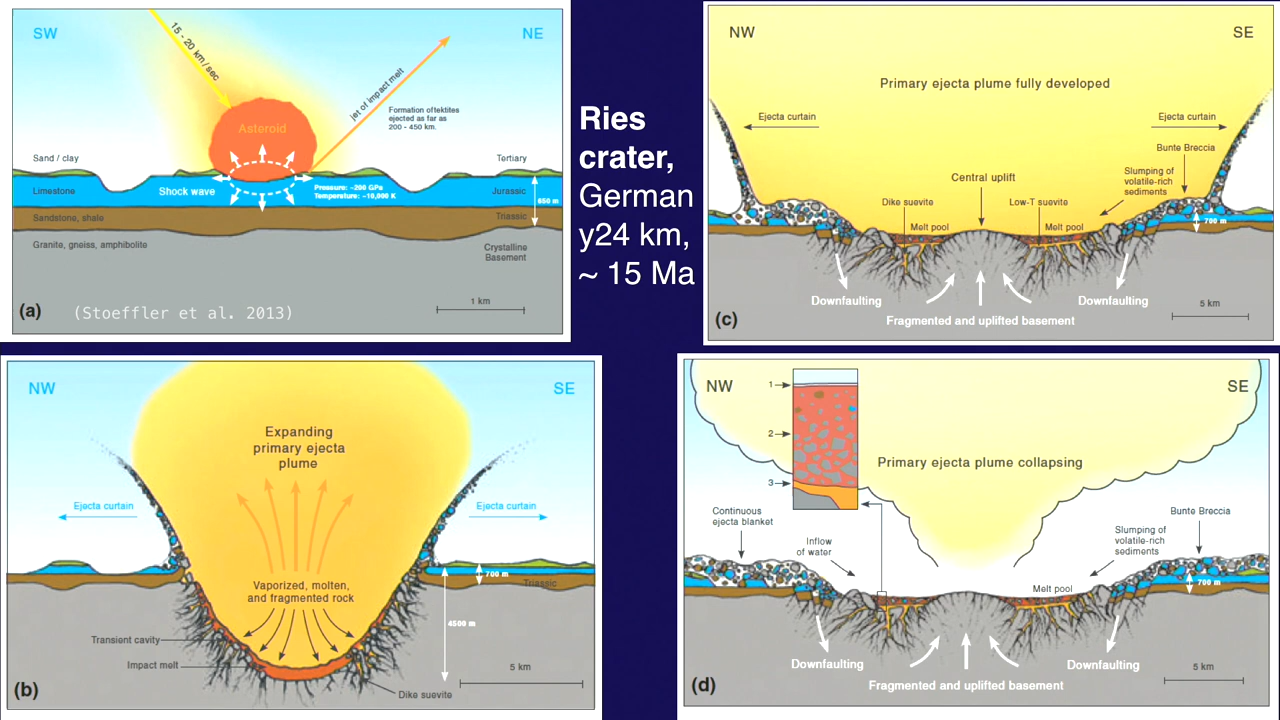 SW
NE
15 - 20 km/sec
jet of impact melt
Formation of tektites
ejected as far as
200 - 450 km.
Asteroid
Sand / clay
Tertiary
Limestone
Shock wave
Pressure: ~200 GPa
Temperature: ~10,000 K
Jurassic
650 m
Sandstone, shale
Triassic
Granite, gneiss, amphibolite
Crystalline
Basement
1 km
(a)
(Stoeffler et al. 2013)
Ries
crater,
German
y24 km,
~ 15 Ma
NW
SE
Primary ejecta plume fully developed
Ejecta curtain
Ejecta curtain
Bunte Breccia
Slumping of
volatile-rich
sediments
Central uplift
Dike suevite
Low-T suevite
Melt pool
Melt pool
700 m
Downfaulting
Downfaulting
Fragmented and uplifted basement
5 km
(c)
NW
SE
Expanding
primary ejecta
plume
Ejecta curtain
Ejecta curtain
Vaporized, molten,
and fragmented rock
700 m
Triassic
4500 m
Transient cavity
Impact melt
Dike suevite
5 km
(b)
NW
SE
1
2
3
Primary ejecta plume collapsing
Continuous
ejecta blanket
Inflow
of water
Bunte Breccia
Slumping of
volatile-rich
sediments
Melt pool
700 m
Downfaulting
Downfaulting
Fragmented and uplifted basement
5 km
(d)